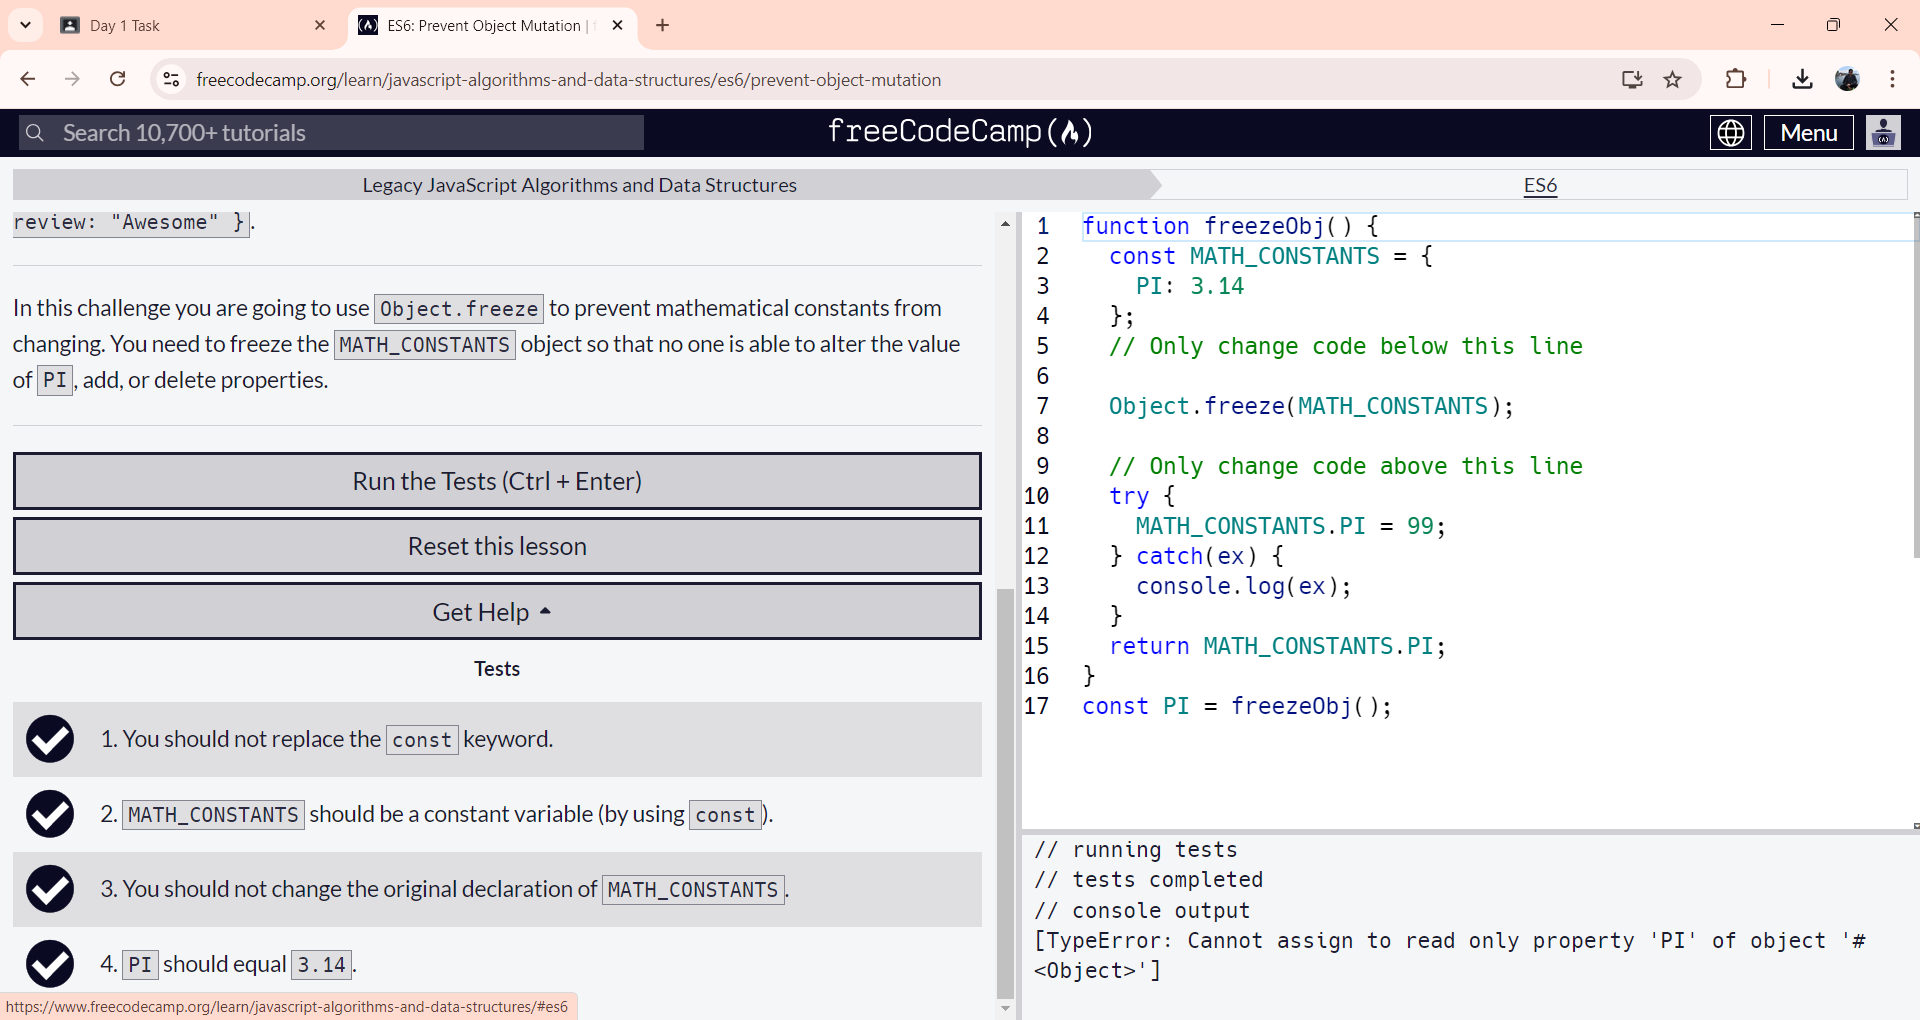 Day 1 Task
ES6: Prevent Object Mutation |
freecodecamp.org/learn/javascript-algorithms-and-data-structures/es6/prevent-object-mutation
Search 10,700+ tutorials
freeCodeCamp(🔥)
Menu
Legacy JavaScript Algorithms and Data Structures
ES6
review: "Awesome" }.
In this challenge you are going to use Object.freeze to prevent mathematical constants from
changing. You need to freeze the MATH_CONSTANTS object so that no one is able to alter the value
of PI, add, or delete properties.
Run the Tests (Ctrl + Enter)
Reset this lesson
Get Help
Tests
1. You should not replace the const keyword.
2. MATH_CONSTANTS should be a constant variable (by using const).
3. You should not change the original declaration of MATH_CONSTANTS.
4. PI should equal 3.14.
https://www.freecodecamp.org/learn/javascript-algorithms-and-data-structures/#es6
1 function freezeObj() {
2 const MATH_CONSTANTS = {
3 PI: 3.14
4 };
5 // Only change code below this line
6
7 Object.freeze(MATH_CONSTANTS);
8
9 // Only change code above this line
10 try {
11 MATH_CONSTANTS.PI = 99;
12 } catch(ex) {
13 console.log(ex);
14 }
15 return MATH_CONSTANTS.PI;
16 }
17 const PI = freezeObj();
// running tests
// tests completed
// console output
[TypeError: Cannot assign to read only property 'PI' of object '#
<Object>']